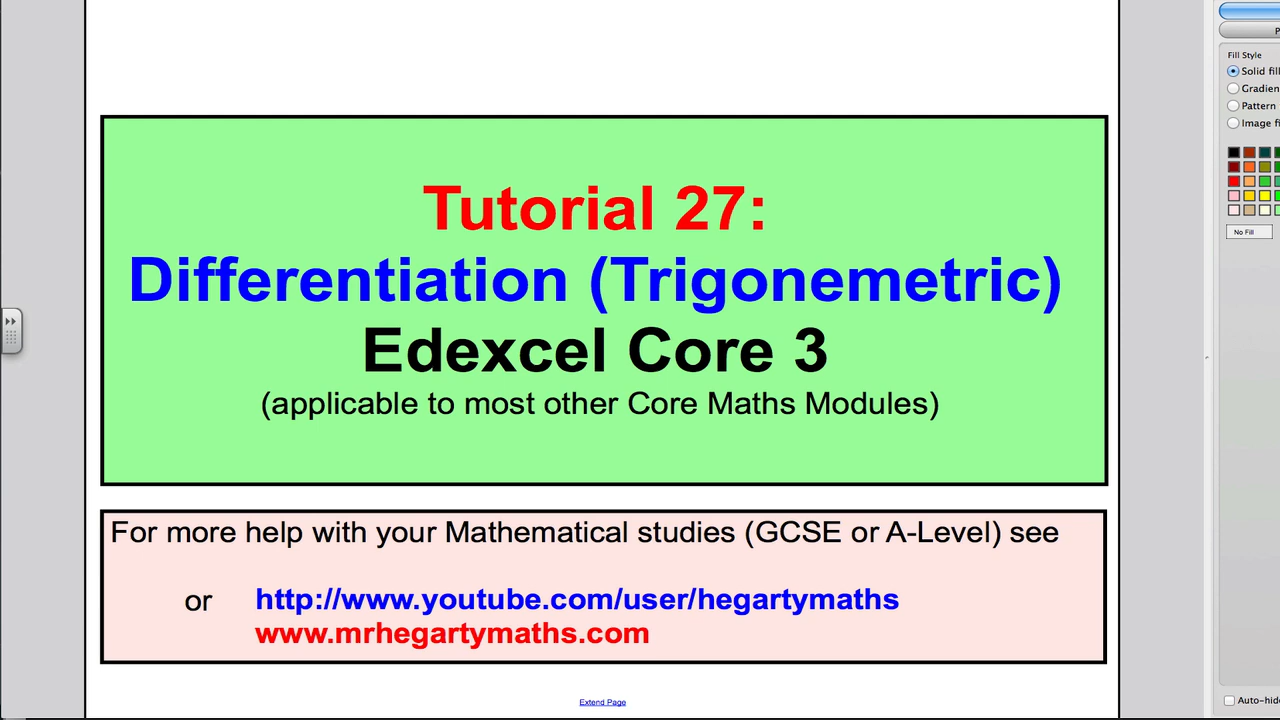 Tutorial 27:
Differentiation (Trigonemetric)
Edexcel Core 3
(applicable to most other Core Maths Modules)
For more help with your Mathematical studies (GCSE or A-Level) see
or http://www.youtube.com/user/hegartymaths
www.mrhegartymaths.com
Extend Page
P
Fill Style
Solid fil
Gradien
Pattern
Image fi
No Fill
Auto-hid